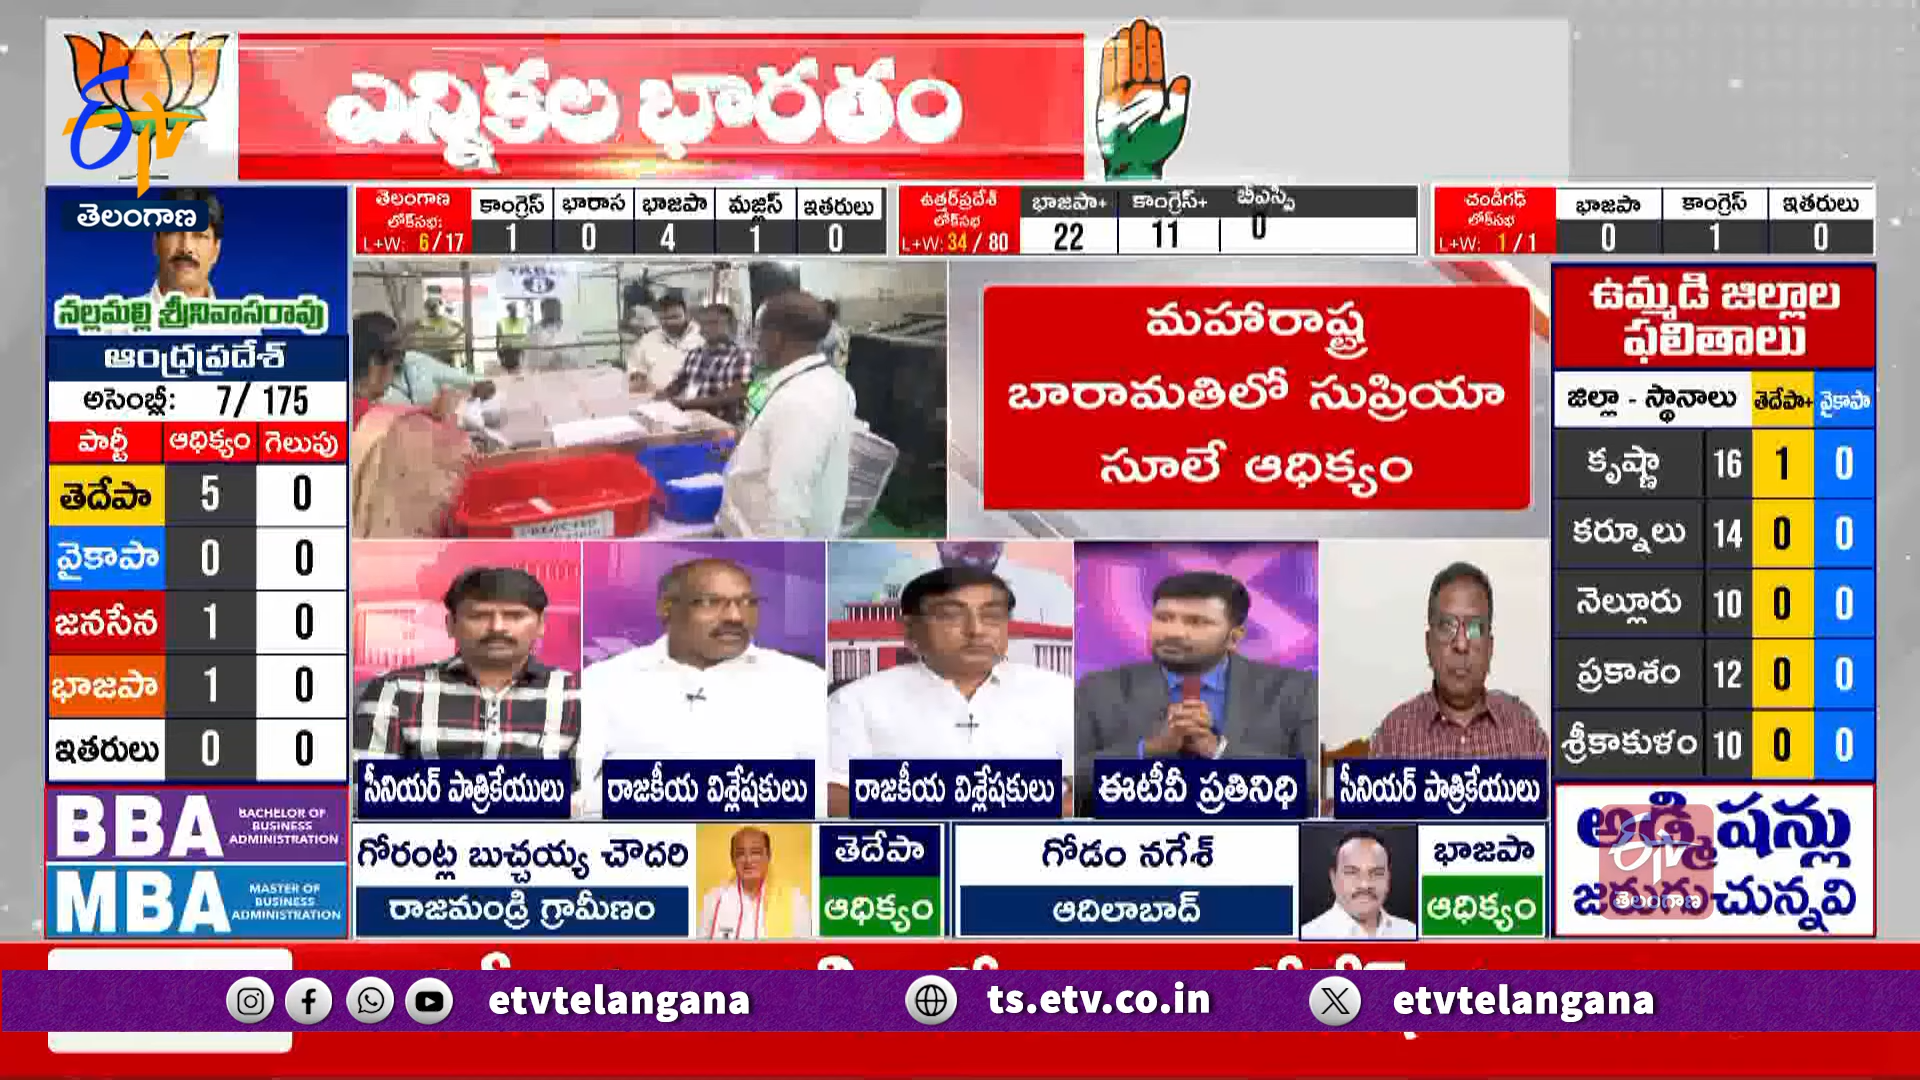 ETV
తెలంగాణ
ఎన్నికల భారతం
తెలంగాణ
లోక్‌సభ:
L+W: 6/17
కాంగ్రెస్ భారాస భాజపా మజ్లిస్ ఇతరులు
1 0 4 1 0
ఉత్తర్‌ప్రదేశ్
లోక్‌సభ
L+W: 34 / 80
భాజపా+ కాంగ్రెస్+ బీఎస్పీ
22 11 0
చండీగఢ్
లోక్‌సభ
L+W: 1/1
భాజపా కాంగ్రెస్ ఇతరులు
0 1 0
నల్లమల్లి శ్రీనివాసరావు
ఆంధ్రప్రదేశ్
అసెంబ్లీ: 7/ 175
పార్టీ ఆధిక్యం గెలుపు
తెదేపా 5 0
వైకాపా 0 0
జనసేన 1 0
భాజపా 1 0
ఇతరులు 0 0
BBA BACHELOR OF
BUSINESS
ADMINISTRATION
MBA MASTER OF
BUSINESS
ADMINISTRATION
TABLE
8
మహారాష్ట్ర
బారామతిలో సుప్రియా
సూలే ఆధిక్యం
సీనియర్ పాత్రికేయులు
రాజకీయ విశ్లేషకులు
రాజకీయ విశ్లేషకులు
ఈటీవీ ప్రతినిధి
సీనియర్ పాత్రికేయులు
గోరంట్ల బుచ్చయ్య చౌదరి
రాజమండ్రి గ్రామీణం
తెదేపా
ఆధిక్యం
గోడం నగేశ్
ఆదిలాబాద్
భాజపా
ఆధిక్యం
ఉమ్మడి జిల్లాల
ఫలితాలు
జిల్లా - స్థానాలు తెదేపా+ వైకాపా
కృష్ణా 16 1 0
కర్నూలు 14 0 0
నెల్లూరు 10 0 0
ప్రకాశం 12 0 0
శ్రీకాకుళం 10 0 0
అడ్మిషన్లు
జరుగుచున్నవి
ETV
తెలంగాణ
etvtelangana
ts.etv.co.in
etvtelangana